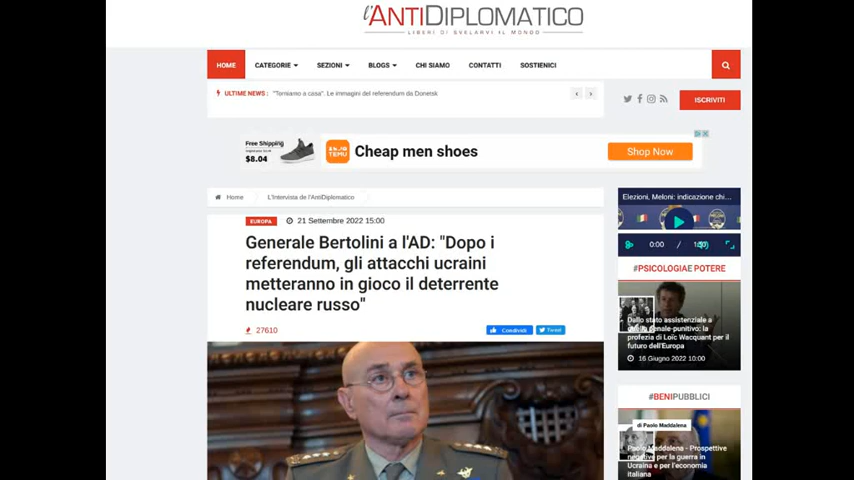 l'ANTIDIPLOMATICO
LIBERI DI SVELARVI IL MONDO
HOME CATEGORIE SEZIONI BLOGS CHI SIAMO CONTATTI SOSTIENICI
ULTIME NEWS : "Torniamo a casa". Le immagini del referendum da Donetsk
ISCRIVITI
Free Shipping
$8.04
TEMU
Cheap men shoes
Shop Now
Home L'Intervista de l'AntiDiplomatico
EUROPA 21 Settembre 2022 15:00
Generale Bertolini a l'AD: "Dopo i
referendum, gli attacchi ucraini
metteranno in gioco il deterrente
nucleare russo"
27610
Condividi Tweet
Elezioni, Meloni: indicazione chi...
0:00 /
#PSICOLOGIAE POTERE
Dallo stato assistenziale a
quello penale-punitivo: la
profezia di Loïc Wacquant per il
futuro dell'Europa
16 Giugno 2022 10:00
#BENIPUBBLICI
di Paolo Maddalena
Paolo Maddalena - Prospettive
negative per la guerra in
Ucraina e per l'economia
italiana